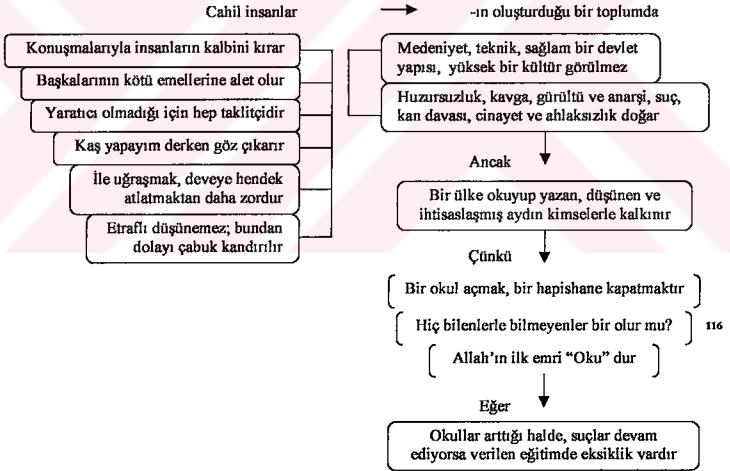 Cahil insanlar
-ın oluşturduğu bir toplumda
Konuşmalarıyla insanların kalbini kırar
Başkalarının kötü emellerine alet olur
Yaratıcı olmadığı için hep taklitçidir
Kaş yapayım derken göz çıkarır
İle uğraşmak, deveye hendek
atlatmaktan daha zordur
Etraflı düşünemez; bundan
dolayı çabuk kandırılır
Medeniyet, teknik, sağlam bir devlet
yapısı, yüksek bir kültür görülmez
Huzursuzluk, kavga, gürültü ve anarşi, suç,
kan davası, cinayet ve ahlaksızlık doğar
Ancak
Bir ülke okuyup yazan, düşünen ve
ihtisaslaşmış aydın kimselerle kalkınır
Çünkü
Bir okul açmak, bir hapishane kapatmaktır
Hiç bilenlerle bilmeyenler bir olur mu? 116
Allah'ın ilk emri “Oku” dur
Eğer
Okullar arttığı halde, suçlar devam
ediyorsa verilen eğitimde eksiklik vardır